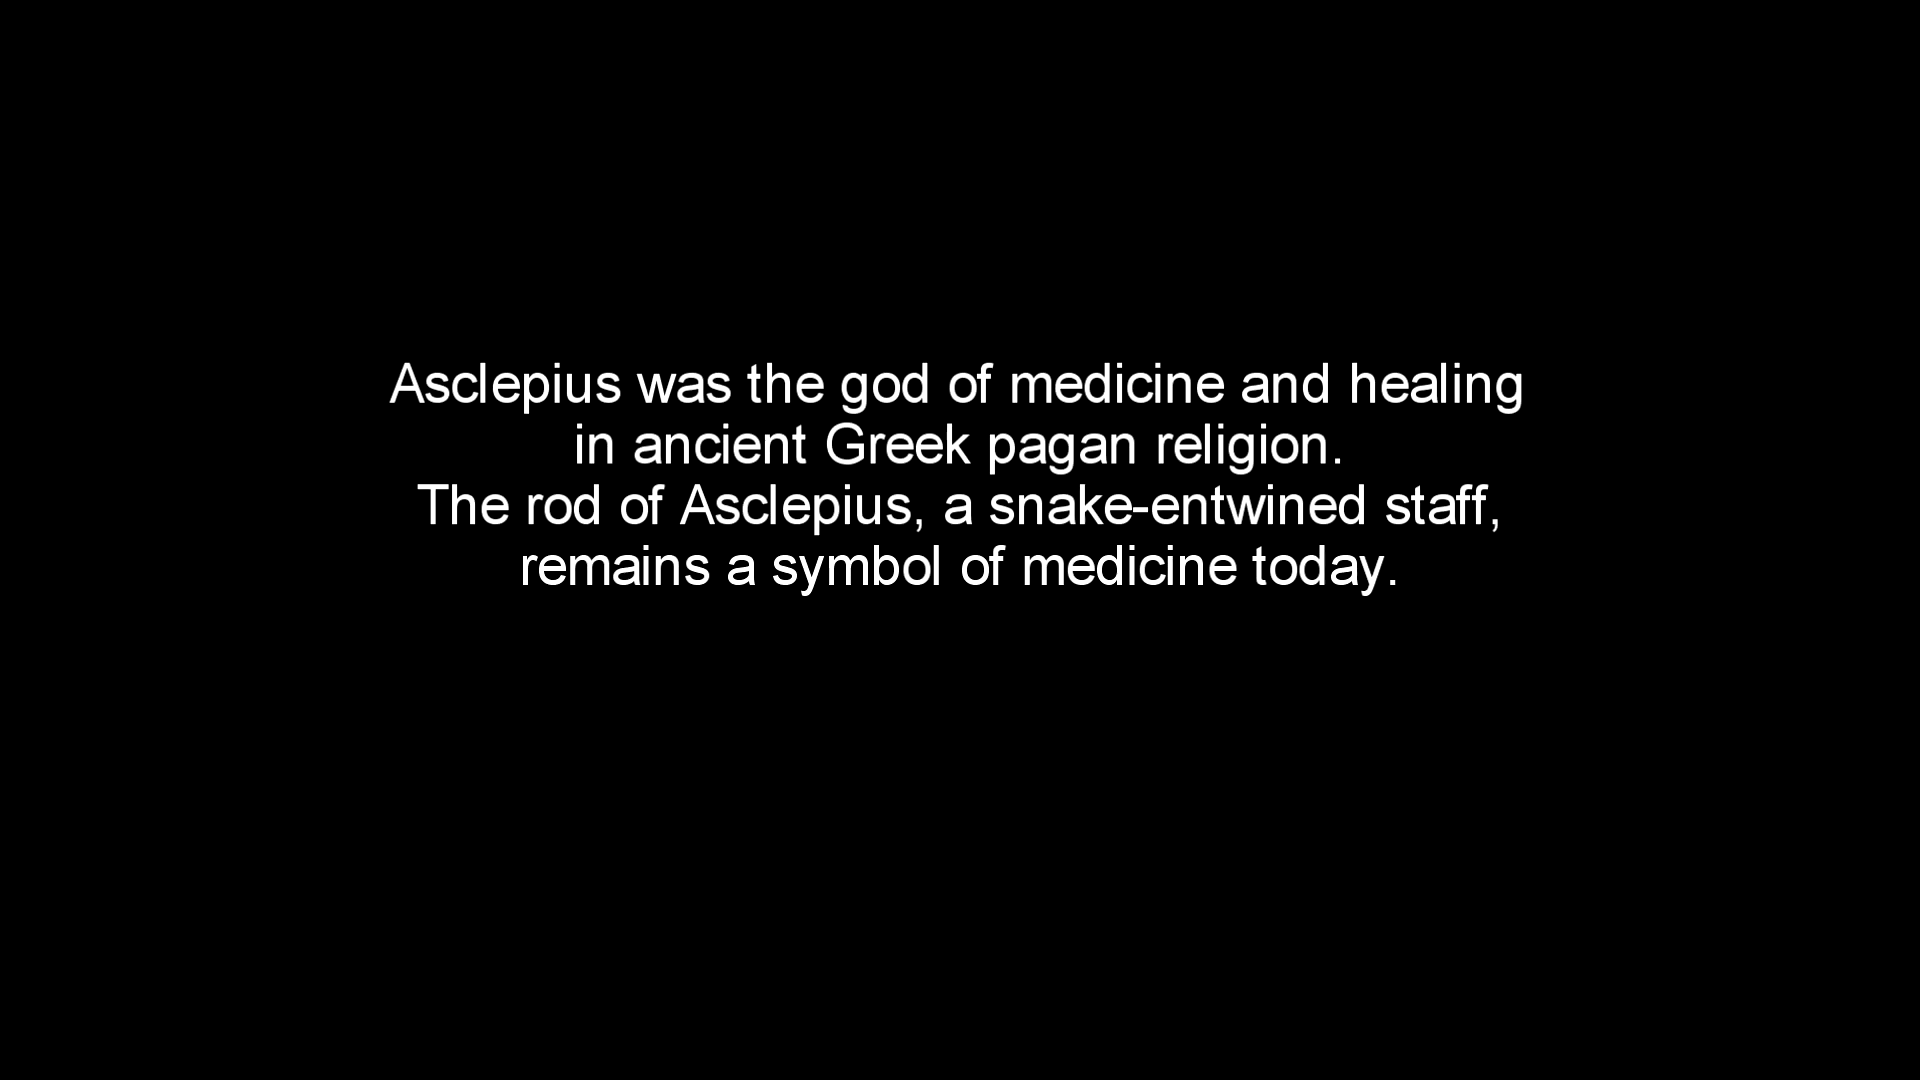 Asclepius was the god of medicine and healing
in ancient Greek pagan religion.
The rod of Asclepius, a snake-entwined staff,
remains a symbol of medicine today.